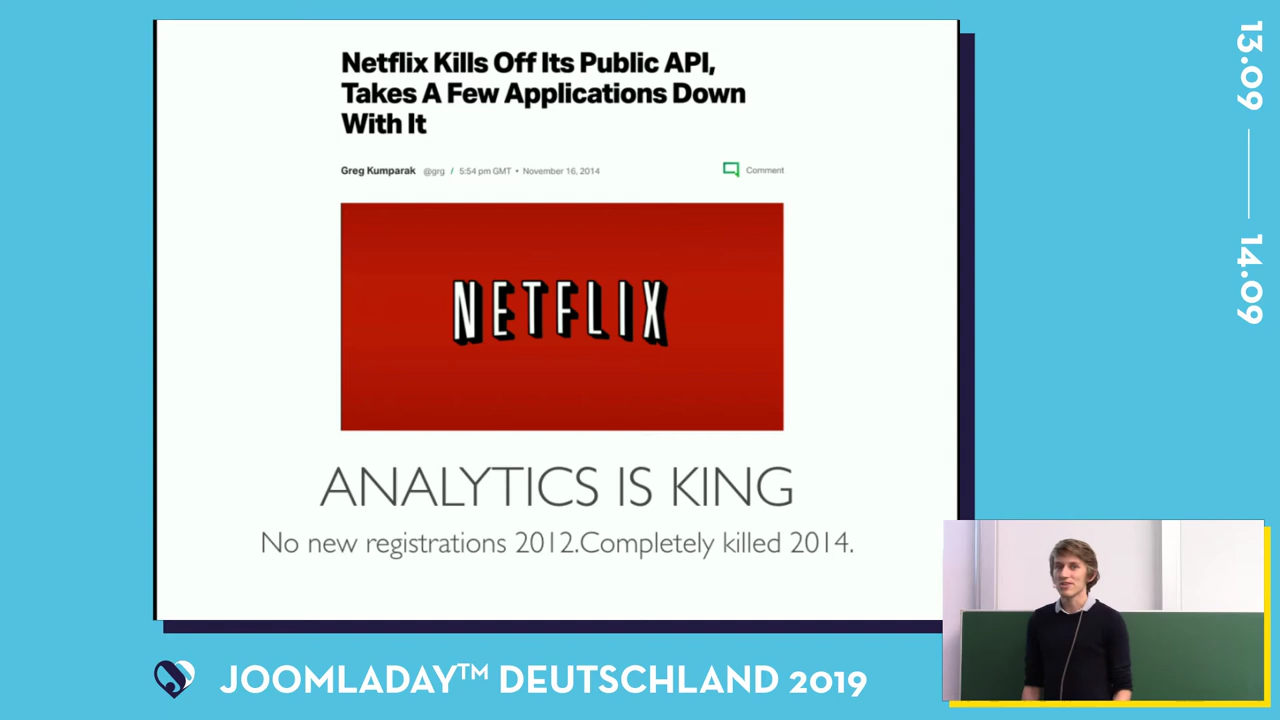 Netflix Kills Off Its Public API,
Takes A Few Applications Down
With It
Greg Kumparak @grg / 5:54 pm GMT • November 16, 2014
Comment
NETFLIX
ANALYTICS IS KING
No new registrations 2012.Completely killed 2014.
JOOMLADAY™ DEUTSCHLAND 2019
13.09
14.09